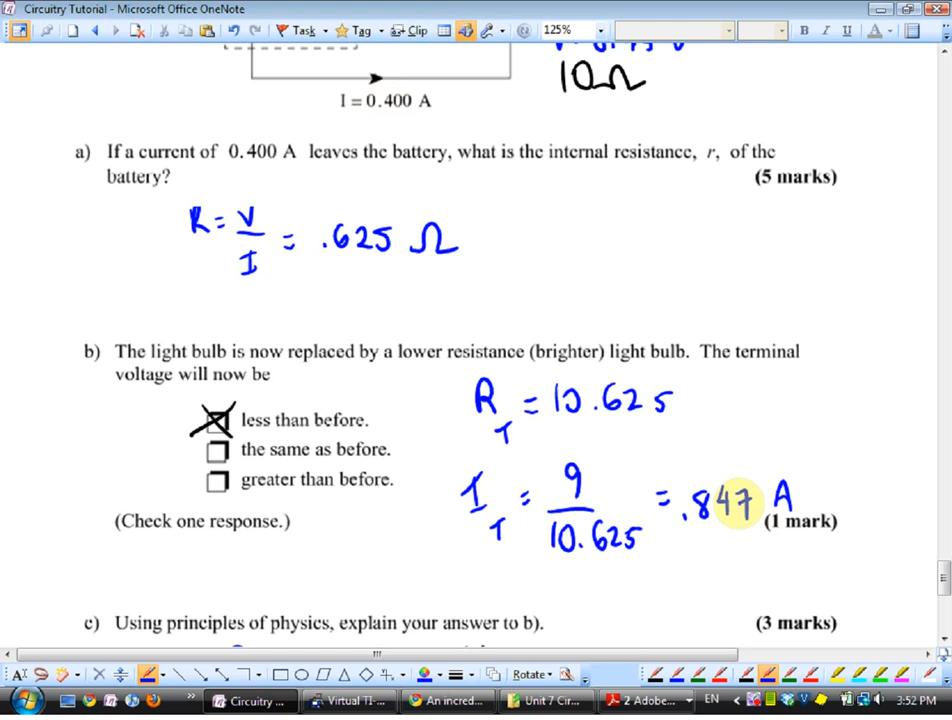 Circuitry Tutorial - Microsoft Office OneNote
Task Tag Clip 125% B I U A
10Ω
I = 0.400 A
a) If a current of 0.400 A leaves the battery, what is the internal resistance, r, of the
battery?
(5 marks)
R = V/I = .625 Ω
b) The light bulb is now replaced by a lower resistance (brighter) light bulb. The terminal
voltage will now be
R_T = 10.625
less than before.
the same as before.
greater than before.
I_T = 9/10.625 = .847 A
(Check one response.)
(1 mark)
c) Using principles of physics, explain your answer to b).
(3 marks)
Rotate
Circuitry ... Virtual TI-... An incred... Unit 7 Cir... 2 Adobe... EN 3:52 PM